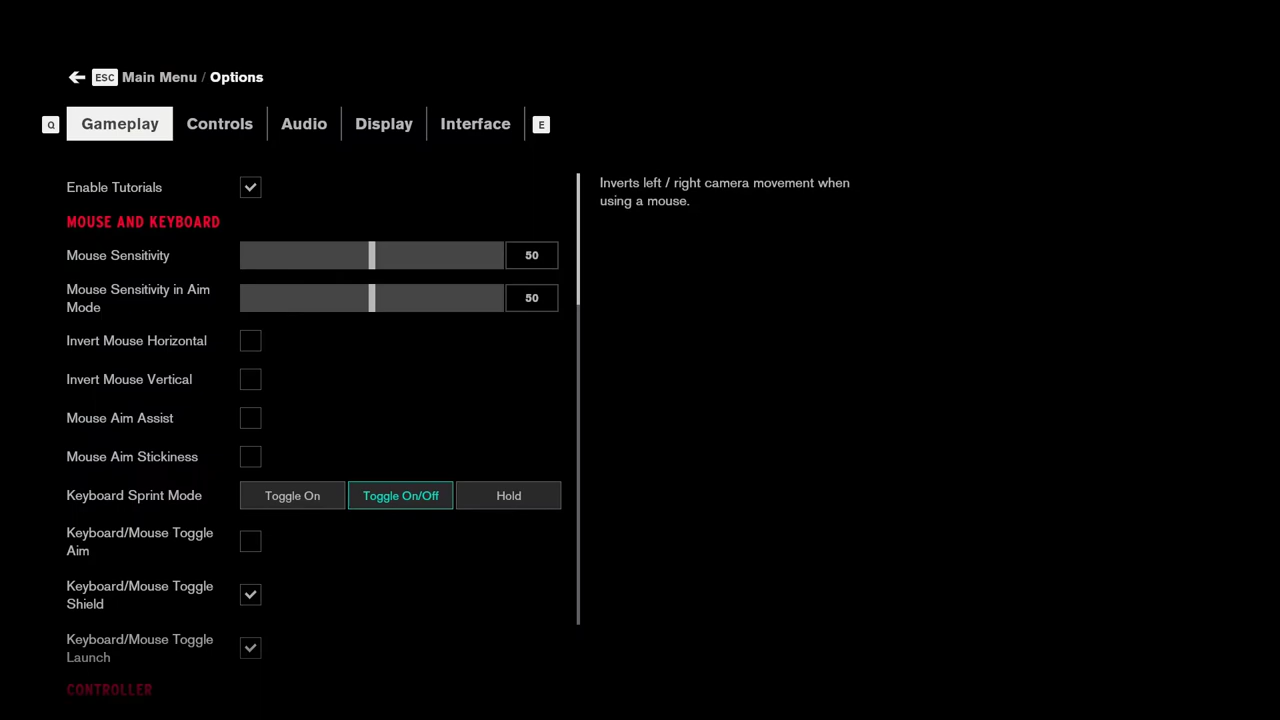 ESC Main Menu / Options
Q Gameplay Controls Audio Display Interface E
Enable Tutorials
Inverts left / right camera movement when
using a mouse.
MOUSE AND KEYBOARD
Mouse Sensitivity 50
Mouse Sensitivity in Aim
Mode 50
Invert Mouse Horizontal
Invert Mouse Vertical
Mouse Aim Assist
Mouse Aim Stickiness
Keyboard Sprint Mode Toggle On Toggle On/Off Hold
Keyboard/Mouse Toggle
Aim
Keyboard/Mouse Toggle
Shield
Keyboard/Mouse Toggle
Launch
CONTROLLER